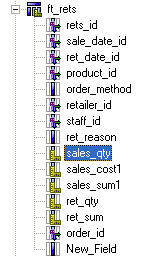 ft_rets
rets_id
sale_date_id
ret_date_id
product_id
order_method
retailer_id
staff_id
ret_reason
sales_qty
sales_cost1
sales_sum1
ret_qty
ret_sum
order_id
New_Field